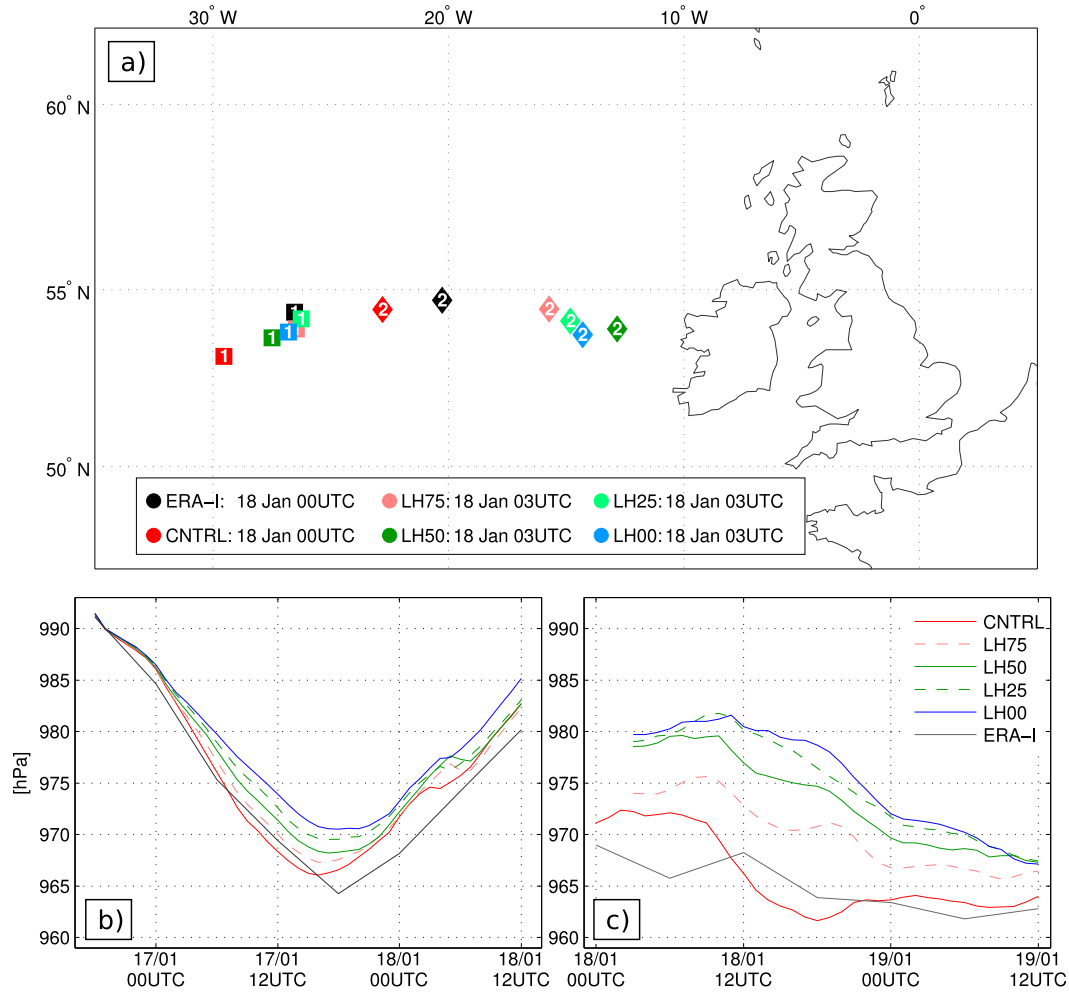 30° W 20° W 10° W 0°
a)
60° N
55° N
50° N
1 1 1 1 1
2 2 2 2 2 2
ERA−I: 18 Jan 00UTC LH75: 18 Jan 03UTC LH25: 18 Jan 03UTC
CNTRL: 18 Jan 00UTC LH50: 18 Jan 03UTC LH00: 18 Jan 03UTC
[hPa]
990
985
980
975
970
965
960
b)
17/01 17/01 18/01 18/01
00UTC 12UTC 00UTC 12UTC
990
985
980
975
970
965
960
CNTRL
LH75
LH50
LH25
LH00
ERA−I
c)
18/01 18/01 19/01 19/01
00UTC 12UTC 00UTC 12UTC